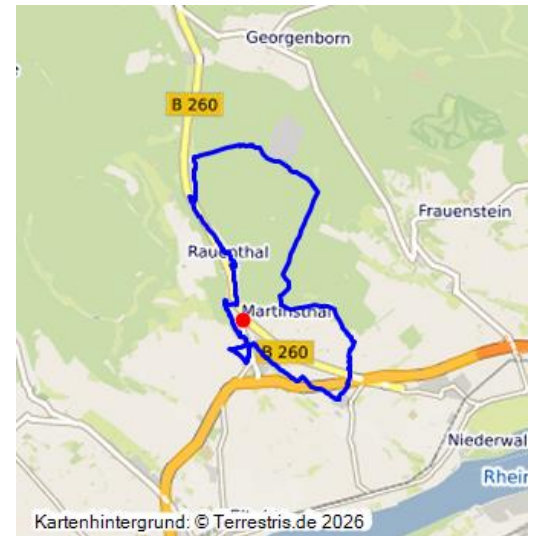 Georgenborn
B 260
Frauenstein
Rauenthal
Martinsthal
B 260
Niederwal
Rhein
Kartenhintergrund: © Terrestris.de 2026